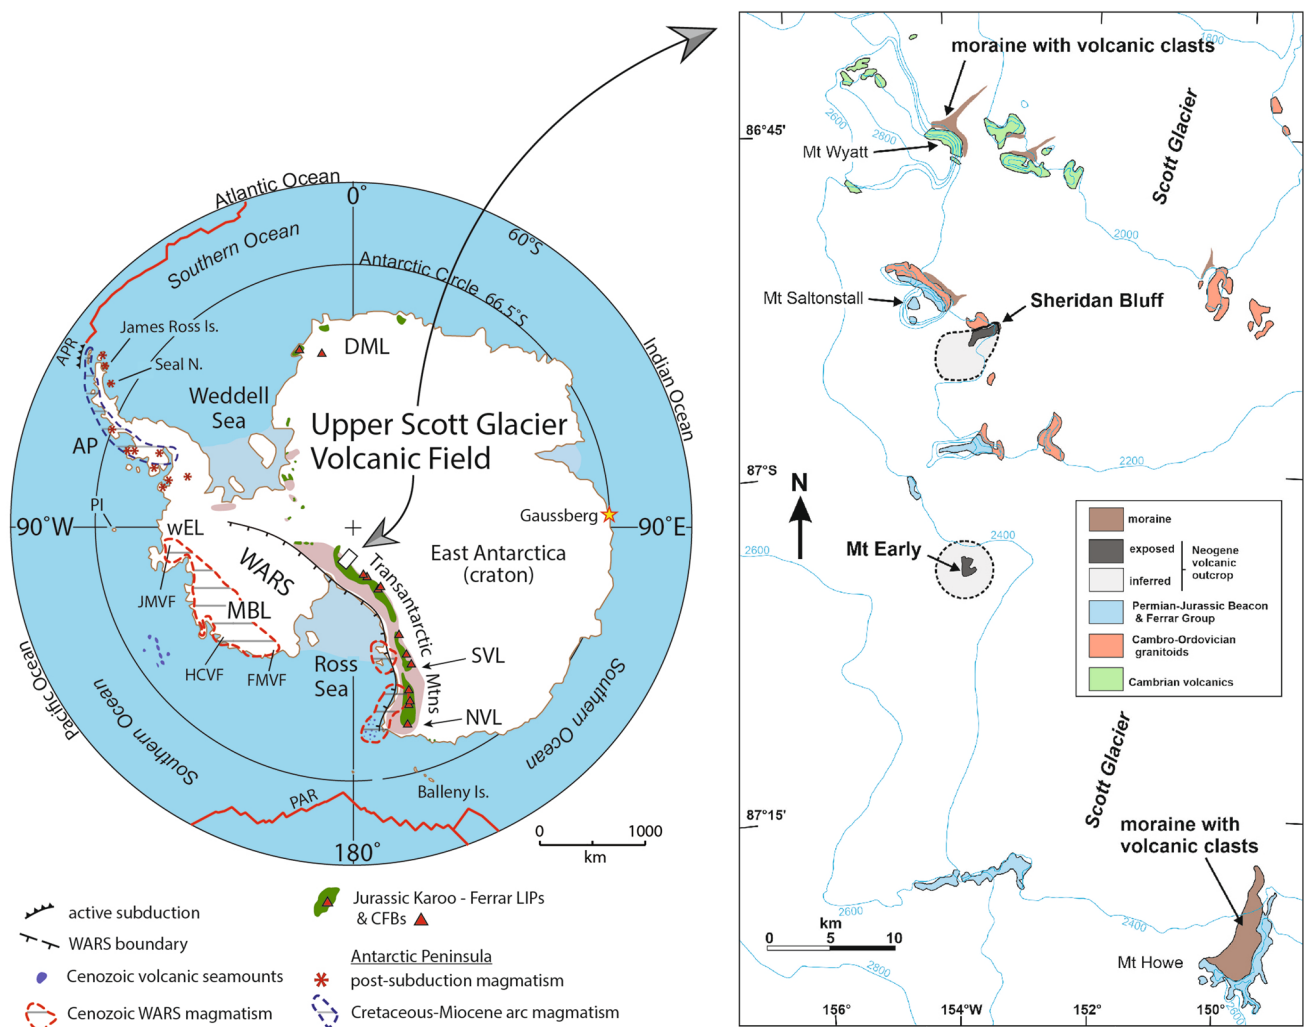 Atlantic Ocean
0°
60°S
Southern Ocean
Antarctic Circle 66.5°S
James Ross Is.
APR
Seal N.
DML
Indian Ocean
Weddell
Sea
Upper Scott Glacier
Volcanic Field
AP
PI
Gaussberg
90°W
wEL
90°E
East Antarctica
(craton)
WARS
Transantarctic
Mtns
JMVF
MBL
HCVF
FMVF
Ross
Sea
SVL
NVL
Pacific Ocean
Southern Ocean
Southern Ocean
Balleny Is.
PAR
180°
0
1000
km
active subduction
WARS boundary
Cenozoic volcanic seamounts
Cenozoic WARS magmatism
Jurassic Karoo - Ferrar LIPs
& CFBs
Antarctic Peninsula
post-subduction magmatism
Cretaceous-Miocene arc magmatism
1800
moraine with volcanic clasts
2600
2800
86°45'
Mt Wyatt
Scott Glacier
2000
Mt Saltonstall
Sheridan Bluff
2200
87°S
N
2400
2600
Mt Early
moraine
exposed
inferred
Neogene
volcanic
outcrop
Permian-Jurassic Beacon
& Ferrar Group
Cambro-Ordovician
granitoids
Cambrian volcanics
Scott Glacier
87°15'
moraine with
volcanic clasts
2600
2400
km
0 5 10
2800
Mt Howe
2600
156° 154°W 152° 150°